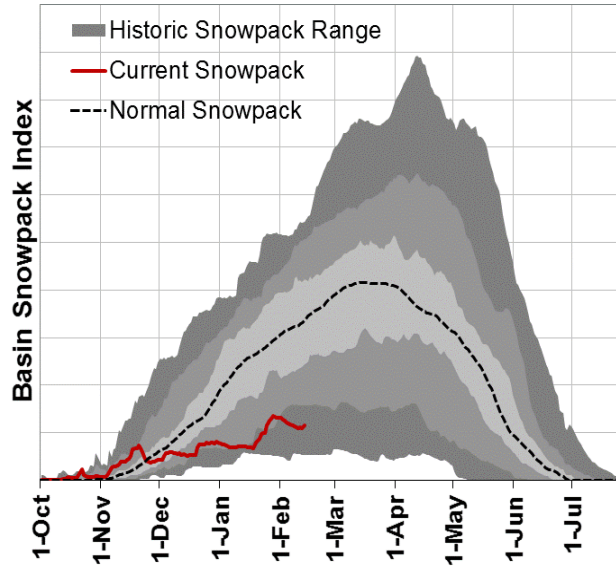 Historic Snowpack Range
Current Snowpack
Normal Snowpack
Basin Snowpack Index
1-Oct
1-Nov
1-Dec
1-Jan
1-Feb
1-Mar
1-Apr
1-May
1-Jun
1-Jul